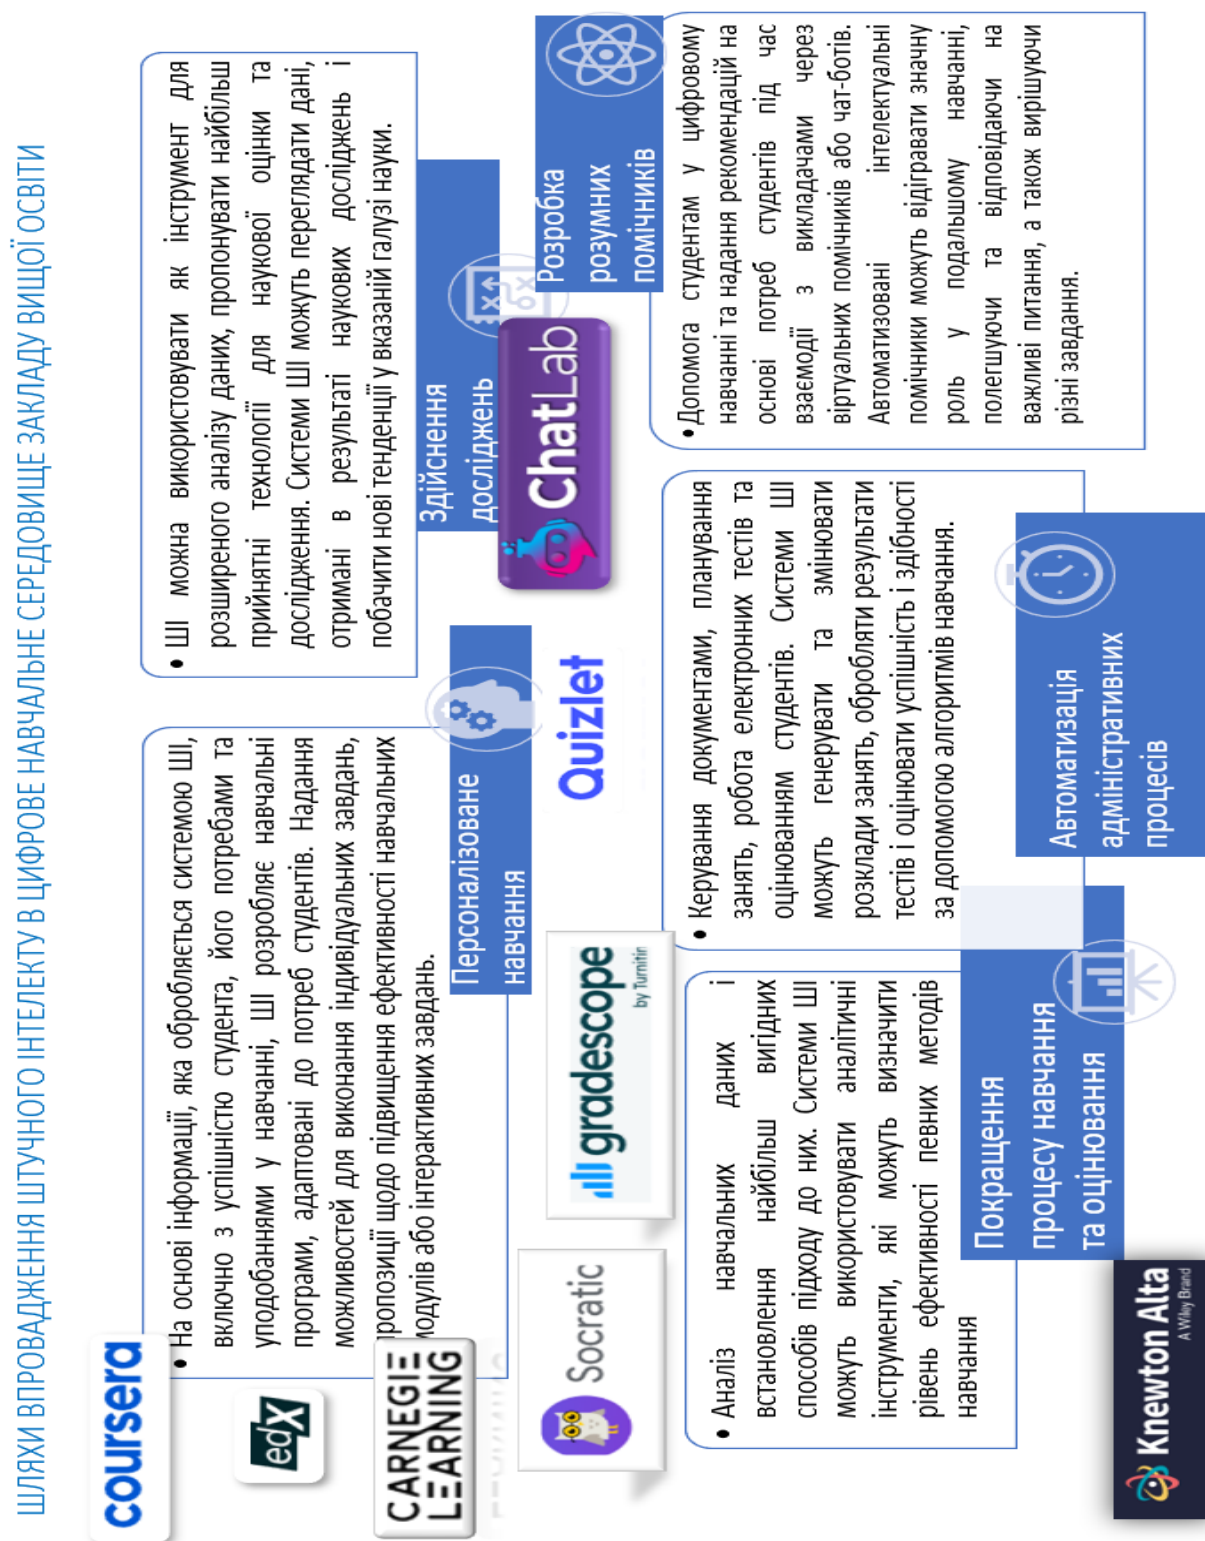 ШЛЯХИ ВПРОВАДЖЕННЯ ШТУЧНОГО ІНТЕЛЕКТУ В ЦИФРОВЕ НАВЧАЛЬНЕ СЕРЕДОВИЩЕ ЗАКЛАДУ ВИЩОЇ ОСВІТИ
coursera
edX
CARNEGIE
LEARNING
• На основі інформації, яка обробляється системою ШІ,
включно з успішністю студента, його потребами та
уподобаннями у навчанні, ШІ розробляє навчальні
програми, адаптовані до потреб студентів. Надання
можливостей для виконання індивідуальних завдань,
пропозиції щодо підвищення ефективності навчальних
модулів або інтерактивних завдань.
Персоналізоване
навчання
• ШІ можна використовувати як інструмент для
розширеного аналізу даних, пропонувати найбільш
прийнятні технології для наукової оцінки та
дослідження. Системи ШІ можуть переглядати дані,
отримані в результаті наукових досліджень і
побачити нові тенденції у вказаній галузі науки.
Здійснення
досліджень
Socratic
gradescope
by Turnitin
Quizlet
ChatLab
Розробка
розумних
помічників
• Аналіз навчальних даних і
встановлення найбільш вигідних
способів підходу до них. Системи ШІ
можуть використовувати аналітичні
інструменти, які можуть визначити
рівень ефективності певних методів
навчання
Покращення
процесу навчання
та оцінювання
Knewton Alta
A Wiley Brand
• Керування документами, планування
занять, робота електронних тестів та
оцінюванням студентів. Системи ШІ
можуть генерувати та змінювати
розклади занять, обробляти результати
тестів і оцінювати успішність і здібності
за допомогою алгоритмів навчання.
Автоматизація
адміністративних
процесів
• Допомога студентам у цифровому
навчанні та надання рекомендацій на
основі потреб студентів під час
взаємодії з викладачами через
віртуальних помічників або чат-ботів.
Автоматизовані інтелектуальні
помічники можуть відігравати значну
роль у подальшому навчанні,
полегшуючи та відповідаючи на
важливі питання, а також вирішуючи
різні завдання.